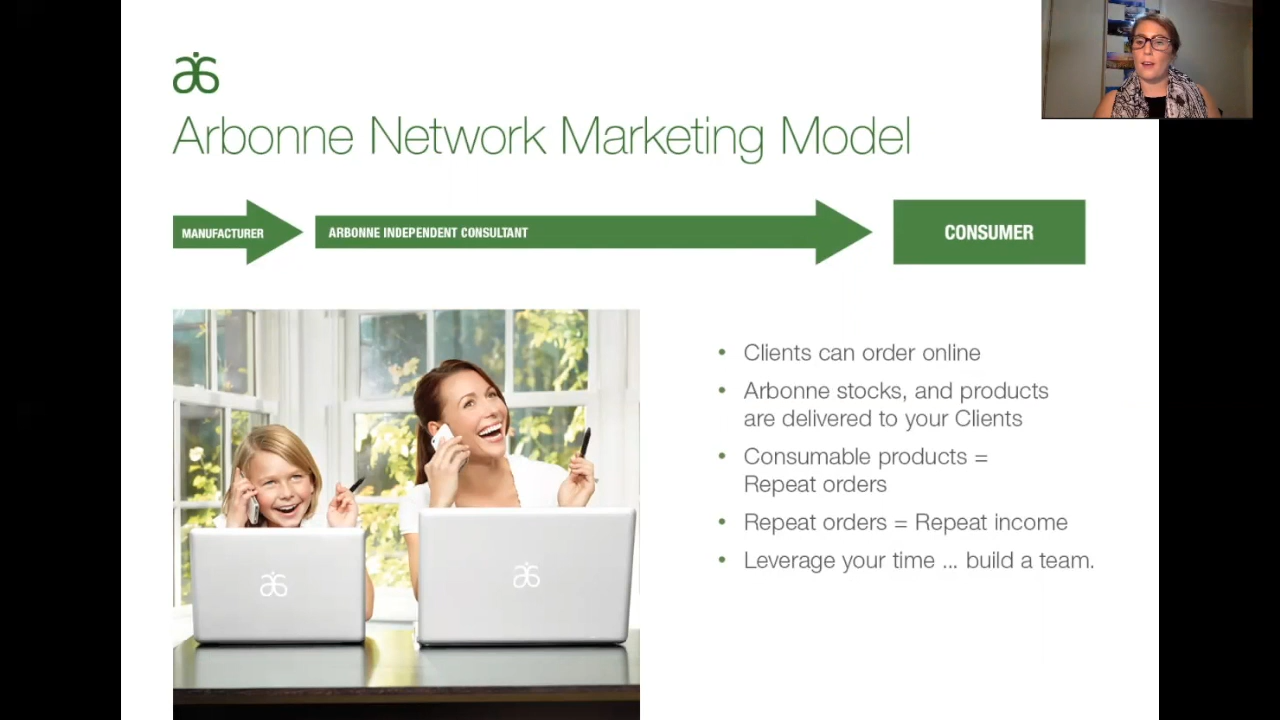 Arbonne Network Marketing Model
MANUFACTURER
ARBONNE INDEPENDENT CONSULTANT
CONSUMER
• Clients can order online
• Arbonne stocks, and products
are delivered to your Clients
• Consumable products =
Repeat orders
• Repeat orders = Repeat income
• Leverage your time ... build a team.